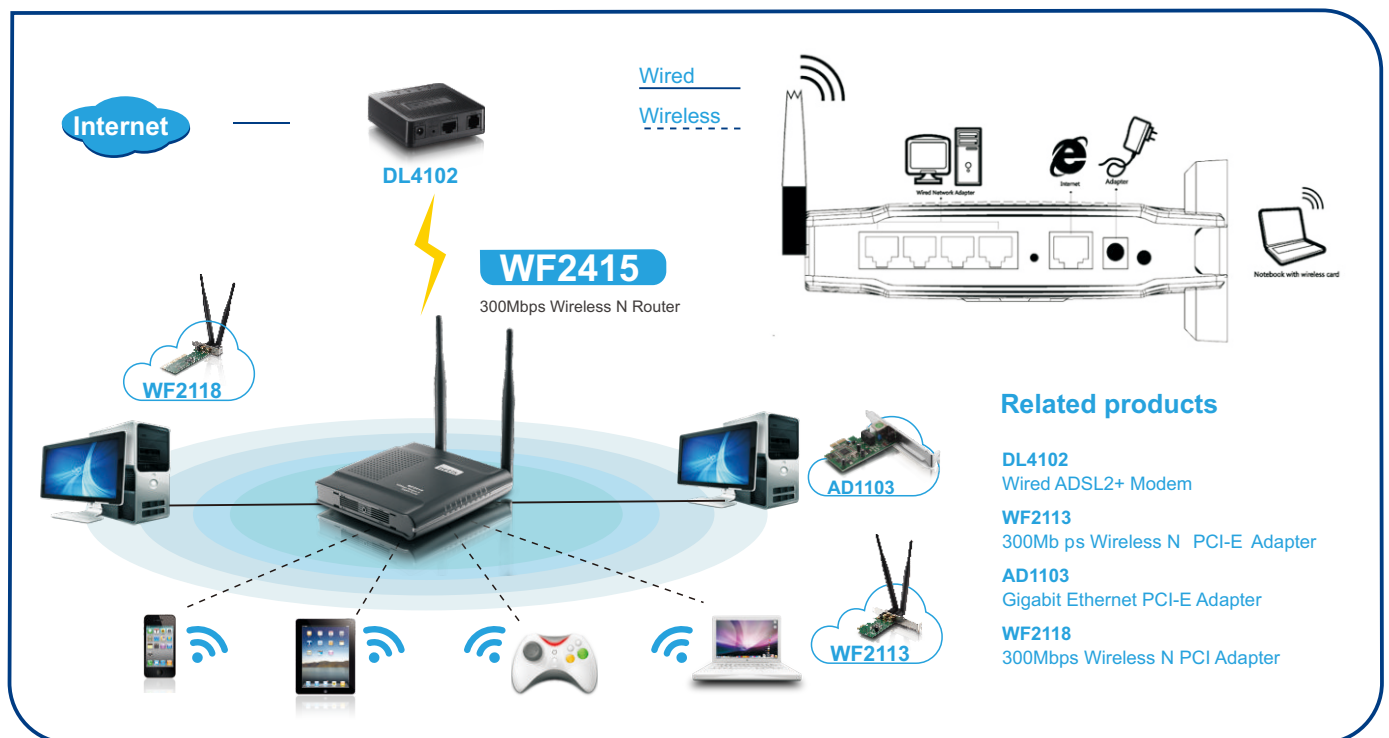 Internet
DL4102
Wired
Wireless
Wired Network Adapter
Internet
Adapter
Notebook with wireless card
WF2415
300Mbps Wireless N Router
WF2118
AD1103
WF2113
Related products
DL4102
Wired ADSL2+ Modem
WF2113
300Mb ps Wireless N PCI-E Adapter
AD1103
Gigabit Ethernet PCI-E Adapter
WF2118
300Mbps Wireless N PCI Adapter